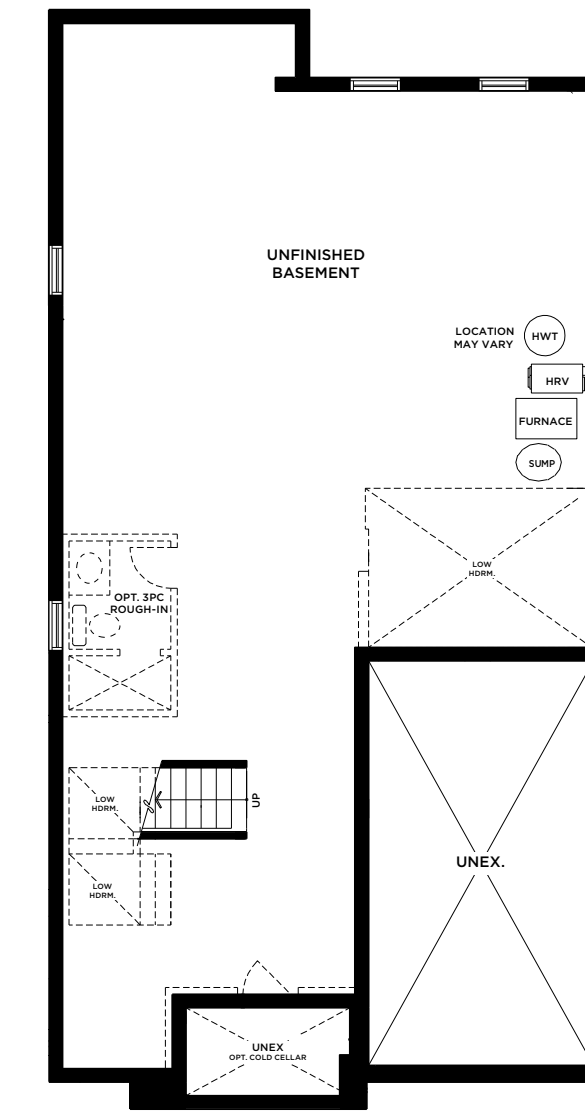 UNFINISHED
BASEMENT
LOCATION
MAY VARY
HWT
HRV
FURNACE
SUMP
LOW
HDRM.
OPT. 3PC
ROUGH-IN
LOW
HDRM.
UP
LOW
HDRM.
UNEX.
UNEX
OPT. COLD CELLAR